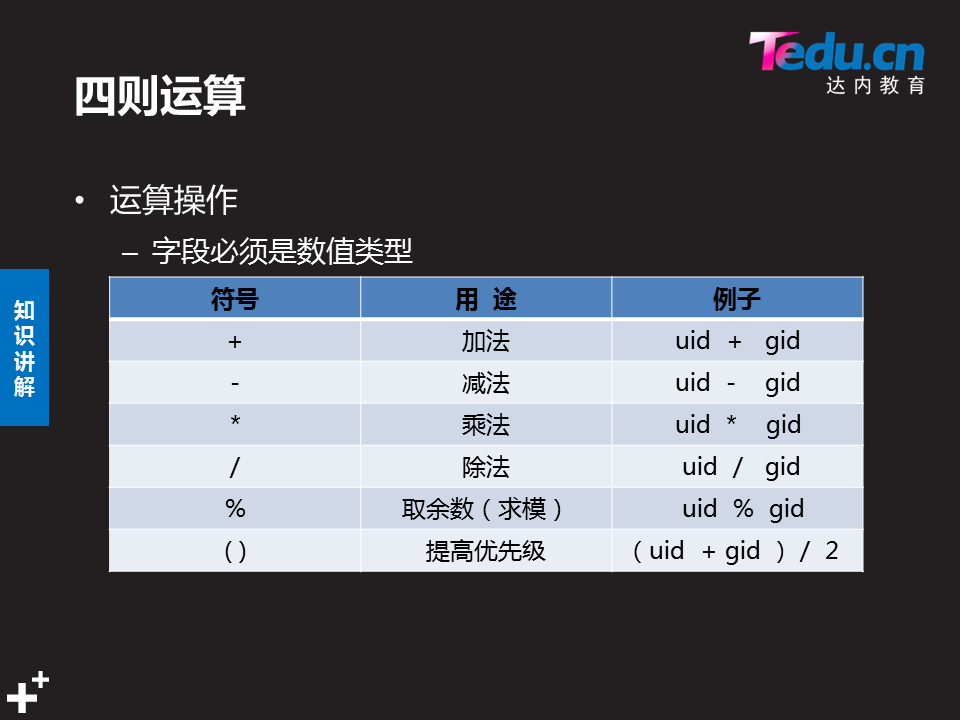 Tedu.cn
达内教育
四则运算
• 运算操作
– 字段必须是数值类型
知识讲解
符号 用 途 例子
+ 加法 uid + gid
- 减法 uid - gid
* 乘法 uid * gid
/ 除法 uid / gid
% 取余数（求模） uid % gid
( ) 提高优先级 （uid + gid ） / 2